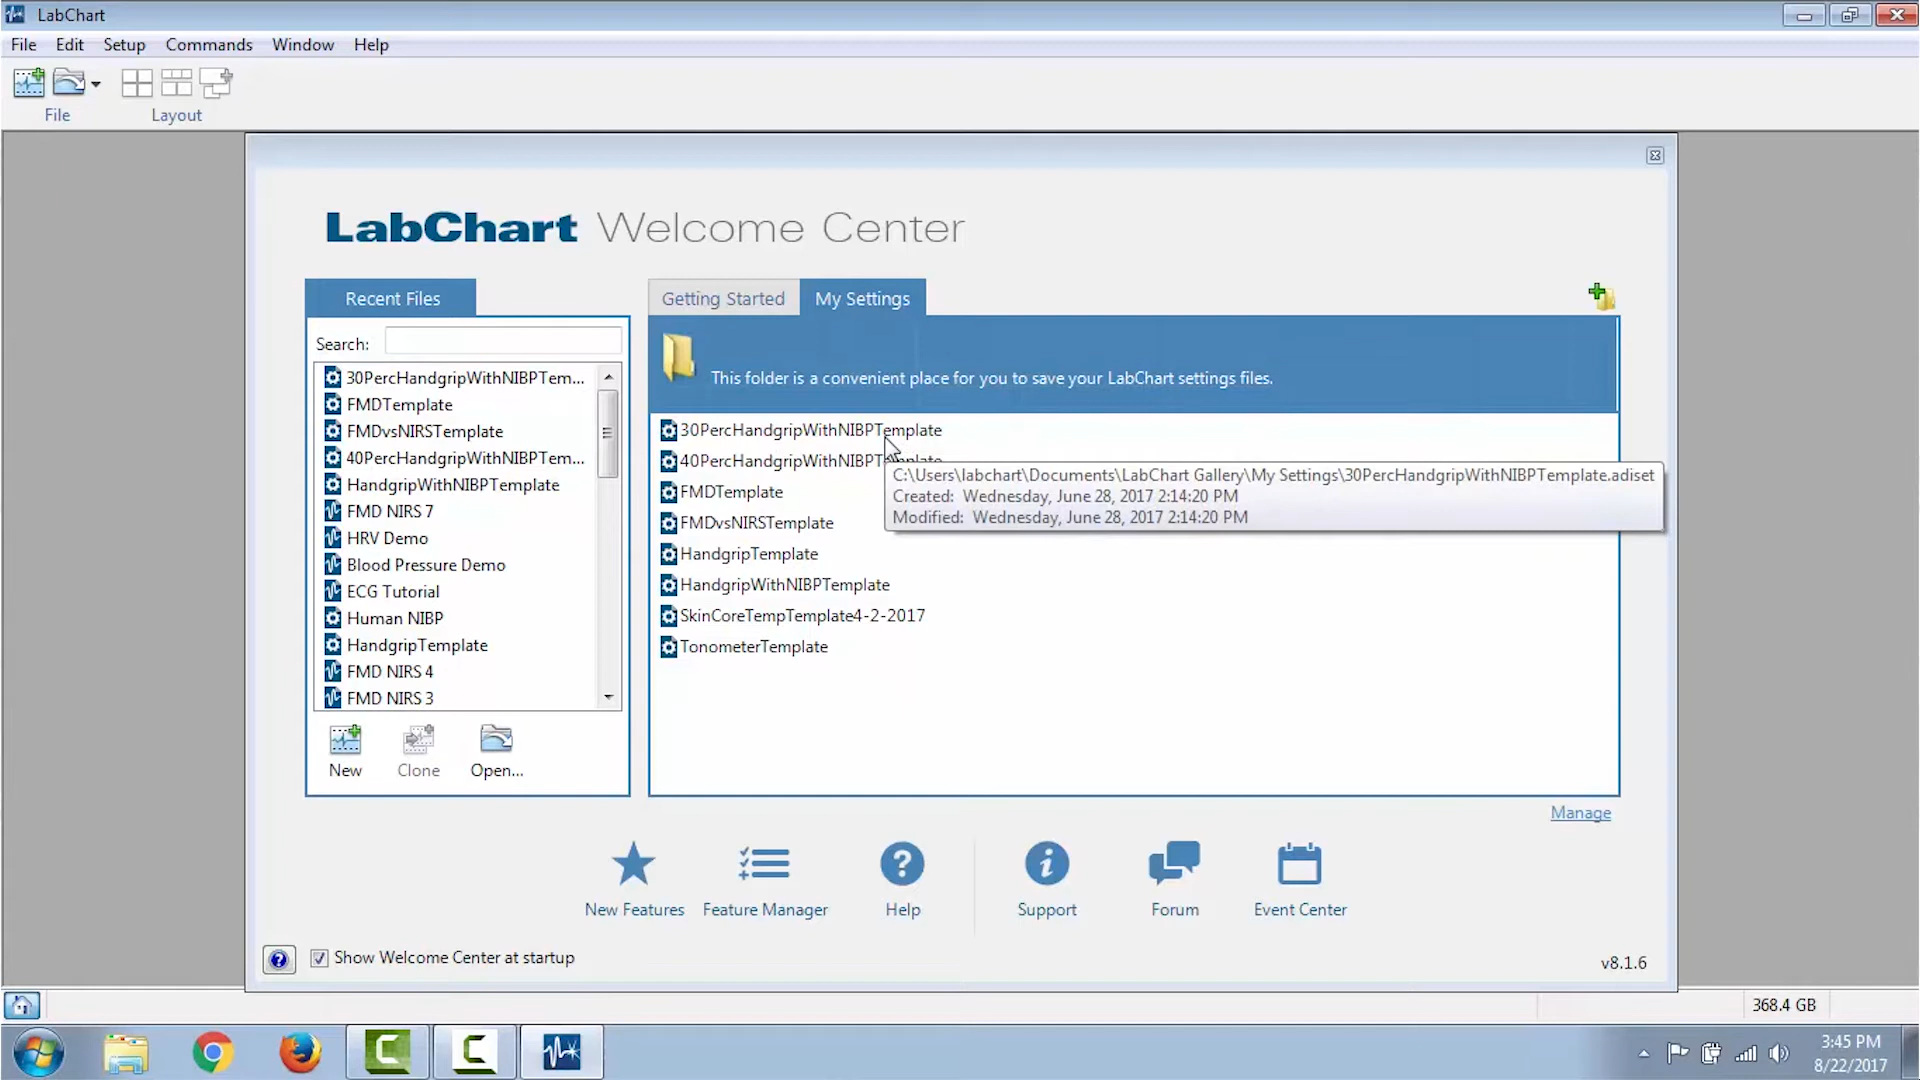 LabChart
File Edit Setup Commands Window Help
File Layout
LabChart Welcome Center
Recent Files
Search:
30PercHandgripWithNIBPTem...
FMDTemplate
FMDvsNIRSTemplate
40PercHandgripWithNIBPTem...
HandgripWithNIBPTemplate
FMD NIRS 7
HRV Demo
Blood Pressure Demo
ECG Tutorial
Human NIBP
HandgripTemplate
FMD NIRS 4
FMD NIRS 3
New Clone Open...
Getting Started My Settings
This folder is a convenient place for you to save your LabChart settings files.
30PercHandgripWithNIBPTemplate
40PercHandgripWithNIBPTemplate
C:\Users\labchart\Documents\LabChart Gallery\My Settings\30PercHandgripWithNIBPTemplate.adiset
Created: Wednesday, June 28, 2017 2:14:20 PM
Modified: Wednesday, June 28, 2017 2:14:20 PM
FMDTemplate
FMDvsNIRSTemplate
HandgripTemplate
HandgripWithNIBPTemplate
SkinCoreTempTemplate4-2-2017
TonometerTemplate
Manage
New Features Feature Manager Help Support Forum Event Center
Show Welcome Center at startup
v8.1.6
368.4 GB
3:45 PM
8/22/2017